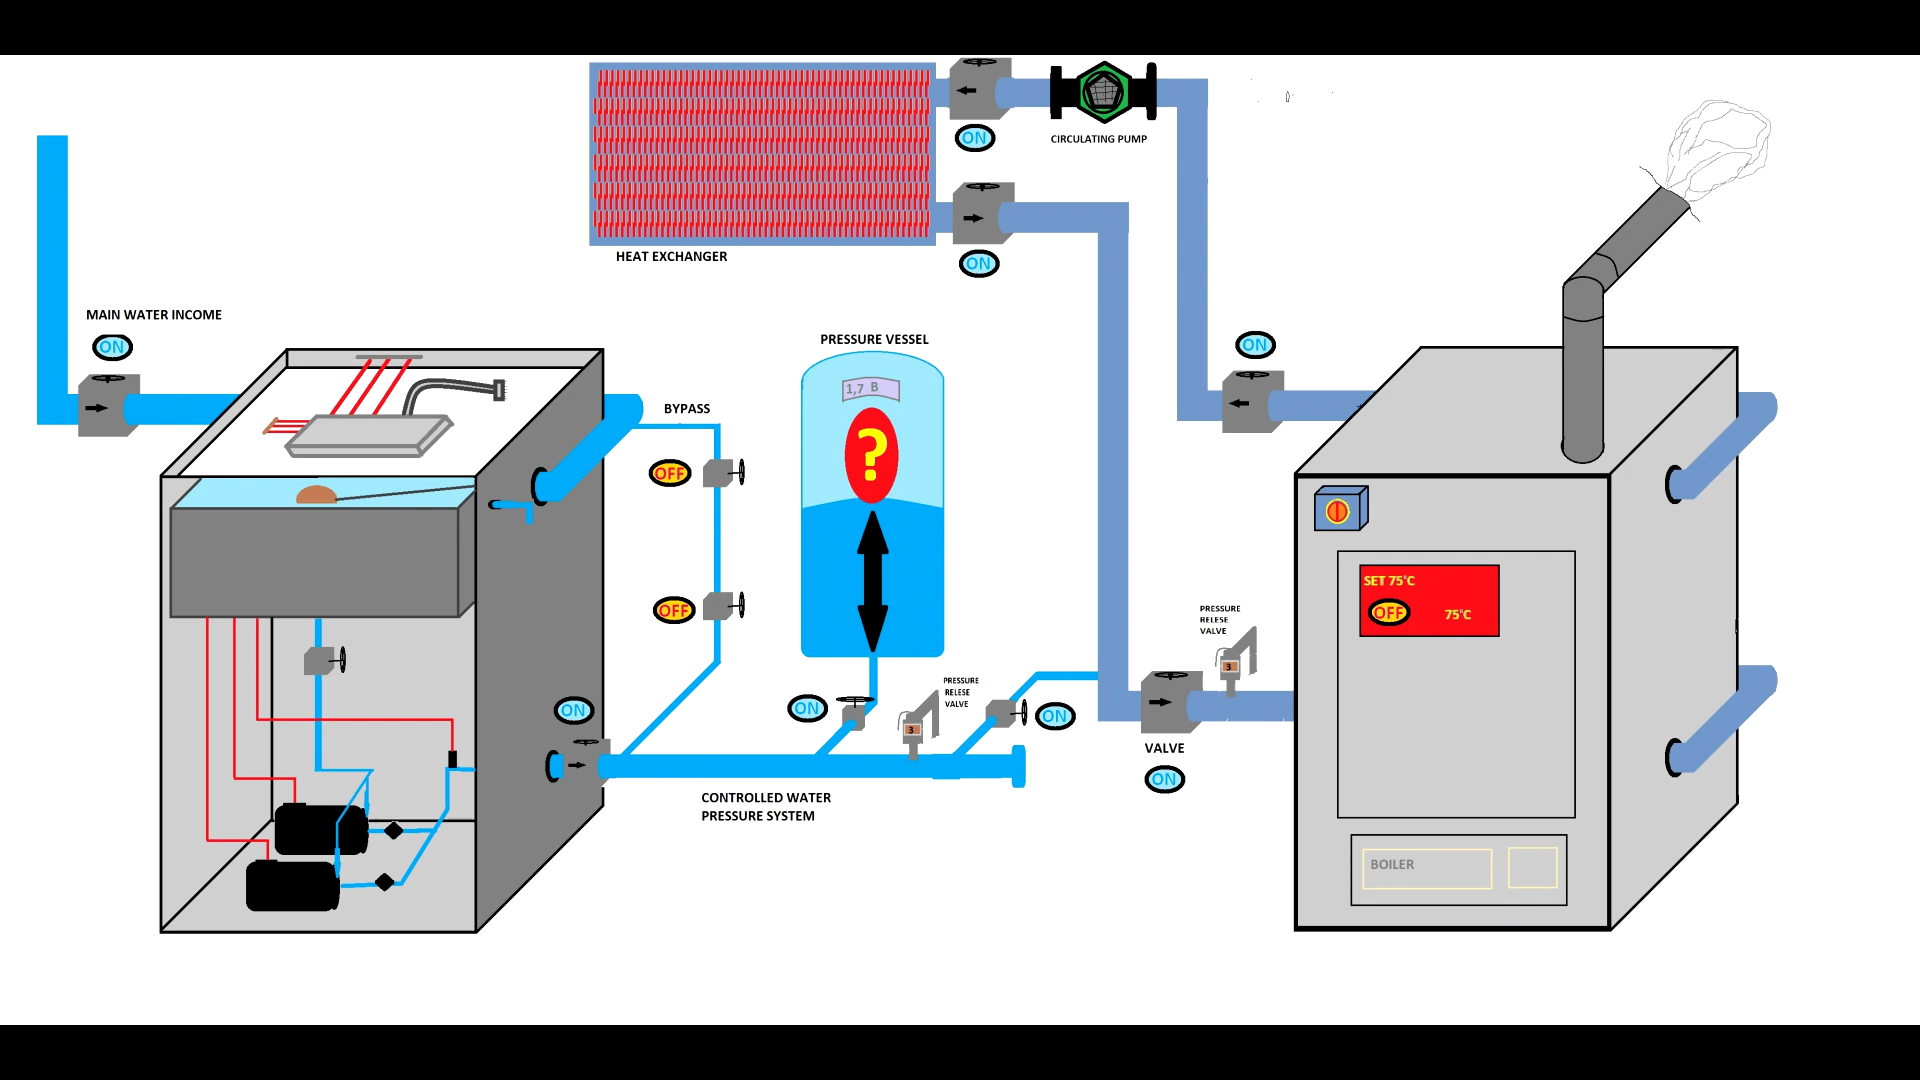 ON
CIRCULATING PUMP
HEAT EXCHANGER
ON
MAIN WATER INCOME
ON
PRESSURE VESSEL
1,7 B
?
BYPASS
OFF
OFF
ON
ON
PRESSURE
RELESE
VALVE
3
ON
CONTROLLED WATER
PRESSURE SYSTEM
ON
PRESSURE
RELESE
VALVE
3
VALVE
ON
SET 75°C
OFF
75°C
BOILER